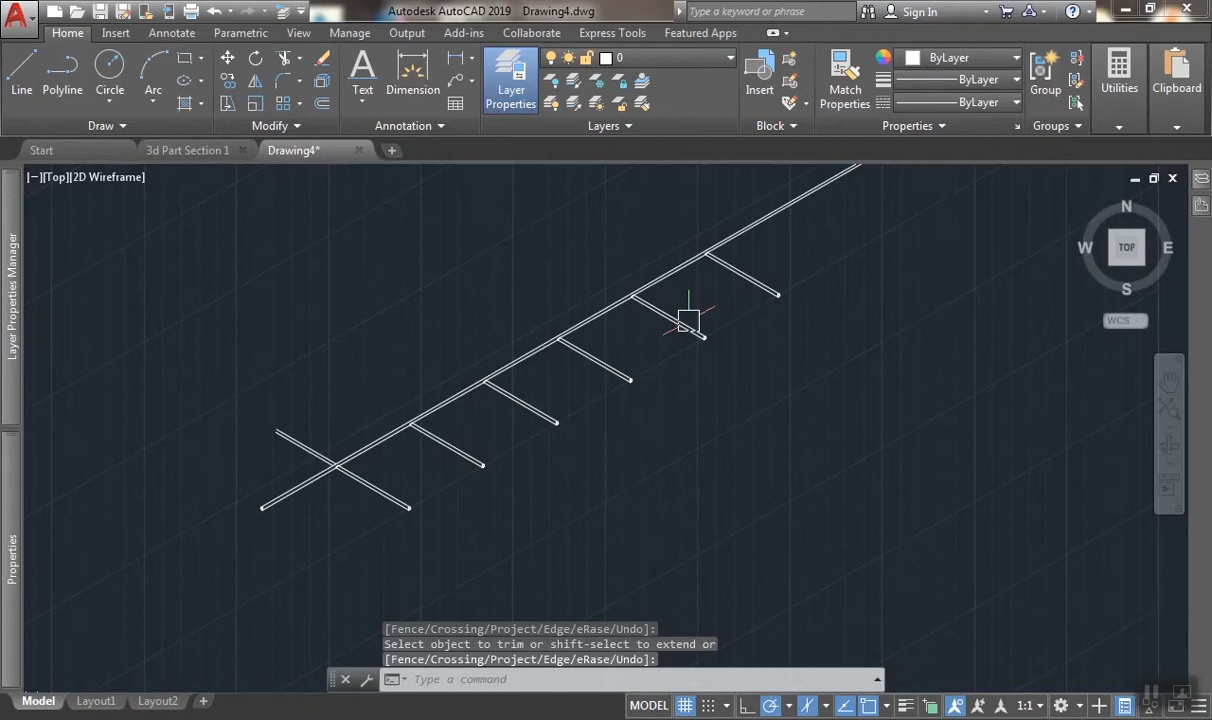 Autodesk AutoCAD 2019 Drawing4.dwg
Type a keyword or phrase
Sign In
Home Insert Annotate Parametric View Manage Output Add-ins Collaborate Express Tools Featured Apps
0
ByLayer
ByLayer
ByLayer
Line Polyline Circle Arc
Text Dimension
Layer
Properties
Insert
Match
Properties
Group
Utilities
Clipboard
Draw Modify Annotation Layers Block Properties Groups
Start 3d Part Section 1 Drawing4*
[−][Top][2D Wireframe]
N
W TOP E
S
WCS
Layer Properties Manager
Properties
[Fence/Crossing/Project/Edge/eRase/Undo]:
Select object to trim or shift-select to extend or
[Fence/Crossing/Project/Edge/eRase/Undo]:
Type a command
Model Layout1 Layout2
MODEL
1:1